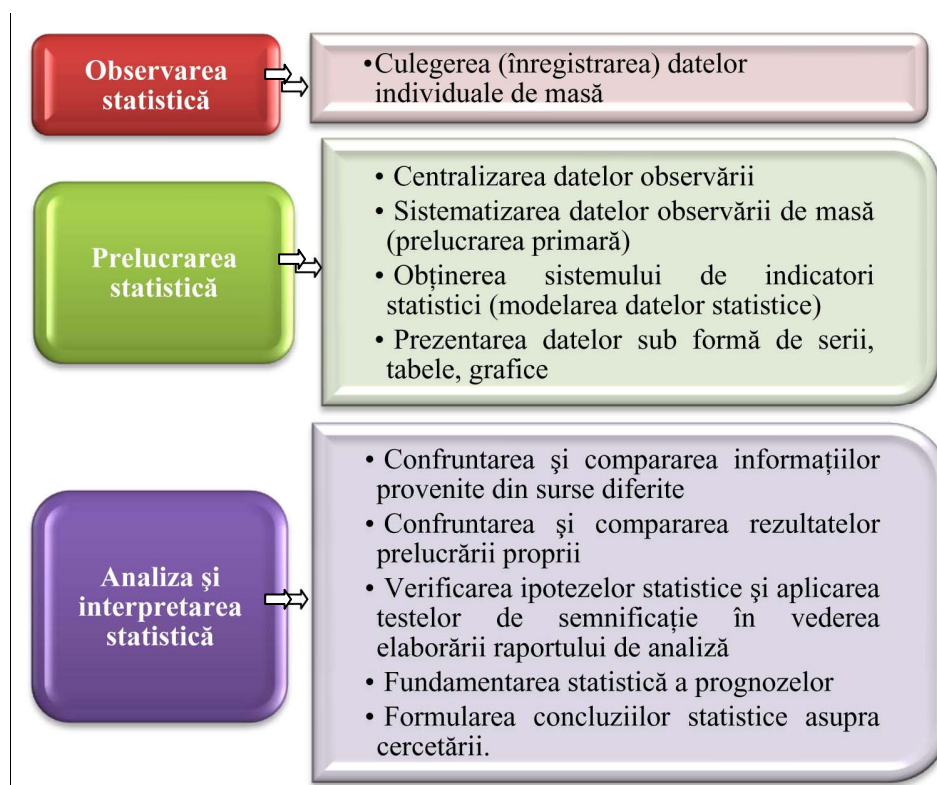 Observarea
statistică
•Culegerea (înregistrarea) datelor
individuale de masă
Prelucrarea
statistică
• Centralizarea datelor observării
• Sistematizarea datelor observării de masă
(prelucrarea primară)
• Obținerea sistemului de indicatori
statistici (modelarea datelor statistice)
• Prezentarea datelor sub formă de serii,
tabele, grafice
Analiza şi
interpretarea
statistică
• Confruntarea şi compararea informațiilor
provenite din surse diferite
• Confruntarea şi compararea rezultatelor
prelucrării proprii
• Verificarea ipotezelor statistice şi aplicarea
testelor de semnificație în vederea
elaborării raportului de analiză
• Fundamentarea statistică a prognozelor
• Formularea concluziilor statistice asupra
cercetării.